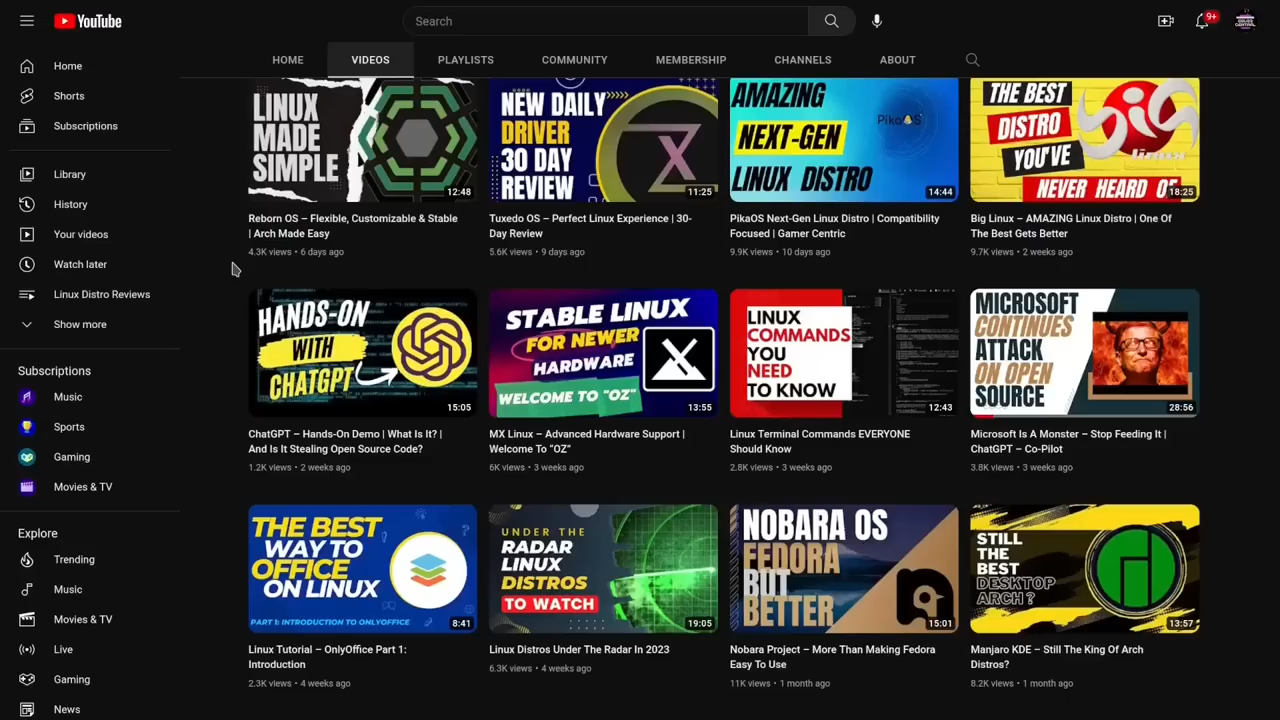 YouTube
Search
9+
HOME
VIDEOS
PLAYLISTS
COMMUNITY
MEMBERSHIP
CHANNELS
ABOUT
Home
Shorts
Subscriptions
Library
History
Your videos
Watch later
Linux Distro Reviews
Show more
Subscriptions
Music
Sports
Gaming
Movies & TV
Explore
Trending
Music
Movies & TV
Live
Gaming
News
LINUX
MADE
SIMPLE
12:48
Reborn OS – Flexible, Customizable & Stable
| Arch Made Easy
4.3K views • 6 days ago
NEW DAILY
DRIVER
30 DAY
REVIEW
11:25
Tuxedo OS – Perfect Linux Experience | 30-
Day Review
5.6K views • 9 days ago
AMAZING
NEXT-GEN
LINUX DISTRO
PikaOS
14:44
PikaOS Next-Gen Linux Distro | Compatibility
Focused | Gamer Centric
9.9K views • 10 days ago
THE BEST
DISTRO
YOU'VE
NEVER HEARD OF
BIG
linux
18:25
Big Linux – AMAZING Linux Distro | One Of
The Best Gets Better
9.7K views • 2 weeks ago
HANDS-ON
WITH
CHATGPT
15:05
ChatGPT – Hands-On Demo | What Is It? |
And Is It Stealing Open Source Code?
1.2K views • 2 weeks ago
STABLE LINUX
FOR NEWER
HARDWARE
WELCOME TO "OZ"
13:55
MX Linux – Advanced Hardware Support |
Welcome To “OZ”
6K views • 3 weeks ago
LINUX
COMMANDS
YOU
NEED
TO KNOW
12:43
Linux Terminal Commands EVERYONE
Should Know
2.8K views • 3 weeks ago
MICROSOFT
CONTINUES
ATTACK
ON OPEN
SOURCE
28:56
Microsoft Is A Monster – Stop Feeding It |
ChatGPT – Co-Pilot
3.8K views • 3 weeks ago
THE BEST
WAY TO
OFFICE
ON LINUX
PART 1: INTRODUCTION TO ONLYOFFICE
8:41
Linux Tutorial – OnlyOffice Part 1:
Introduction
2.3K views • 4 weeks ago
UNDER THE
RADAR
LINUX
DISTROS
TO WATCH
19:05
Linux Distros Under The Radar In 2023
6.3K views • 4 weeks ago
NOBARA OS
FEDORA
BUT
BETTER
15:01
Nobara Project – More Than Making Fedora
Easy To Use
11K views • 1 month ago
STILL
THE
BEST
DESKTOP
ARCH?
13:57
Manjaro KDE – Still The King Of Arch
Distros?
8.2K views • 1 month ago